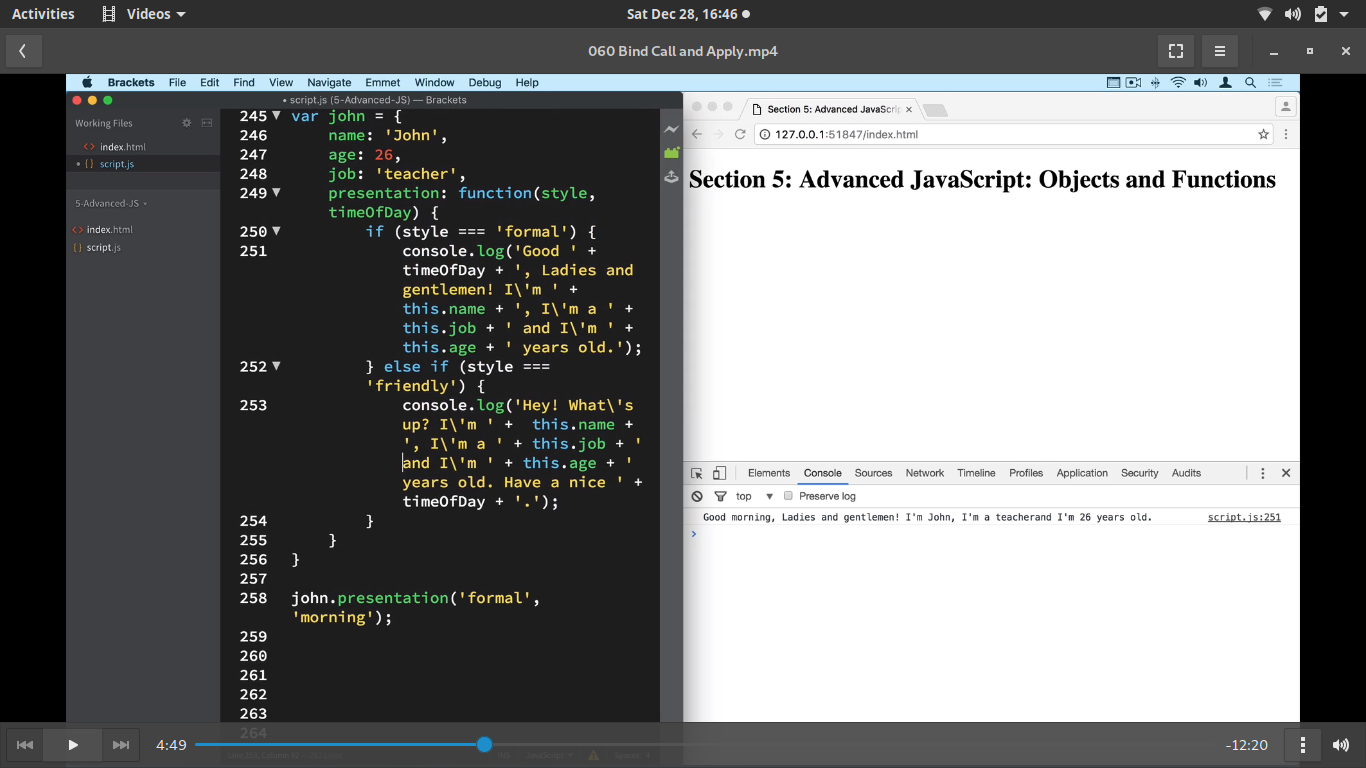 Activities Videos Sat Dec 28, 16:46
060 Bind Call and Apply.mp4
Brackets File Edit Find View Navigate Emmet Window Debug Help
• script.js (5-Advanced-JS) — Brackets
Working Files
<> index.html
• {} script.js
5-Advanced-JS
<> index.html
{} script.js
245 var john = {
246 name: 'John',
247 age: 26,
248 job: 'teacher',
249 presentation: function(style,
timeOfDay) {
250 if (style === 'formal') {
251 console.log('Good ' +
timeOfDay + ', Ladies and
gentlemen! I\'m ' +
this.name + ', I\'m a ' +
this.job + ' and I\'m ' +
this.age + ' years old.');
252 } else if (style ===
'friendly') {
253 console.log('Hey! What\'s
up? I\'m ' +  this.name +
', I\'m a ' + this.job + '
and I\'m ' + this.age + '
years old. Have a nice ' +
timeOfDay + '.');
254 }
255 }
256 }
257
258 john.presentation('formal',
'morning');
259
260
261
262
263
264
Section 5: Advanced JavaScrip
127.0.0.1:51847/index.html
Section 5: Advanced JavaScript: Objects and Functions
Elements Console Sources Network Timeline Profiles Application Security Audits
top Preserve log
Good morning, Ladies and gentlemen! I'm John, I'm a teacherand I'm 26 years old. script.js:251
>
4:49 -12:20